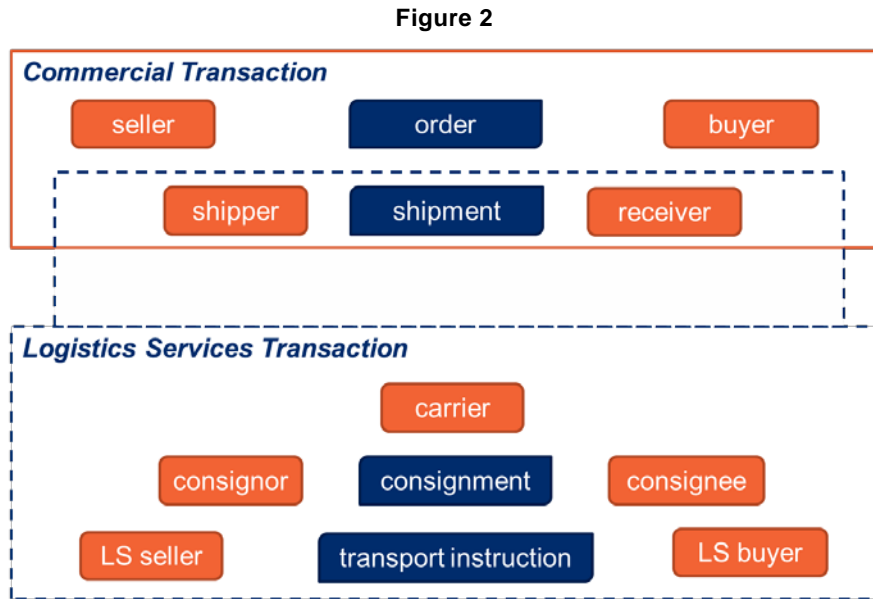 Figure 2
Commercial Transaction
seller order buyer
shipper shipment receiver
Logistics Services Transaction
carrier
consignor consignment consignee
LS seller transport instruction LS buyer